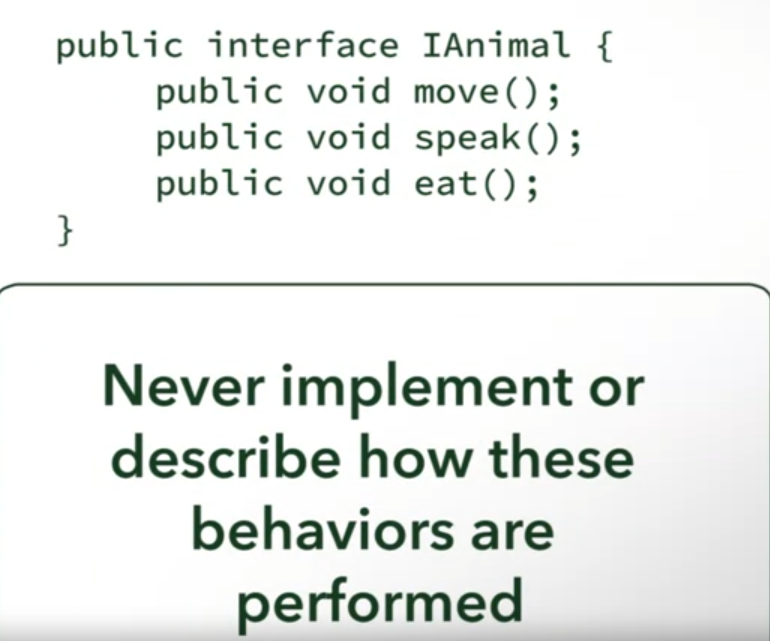 public interface IAnimal {
public void move();
public void speak();
public void eat();
}
Never implement or
describe how these
behaviors are
performed